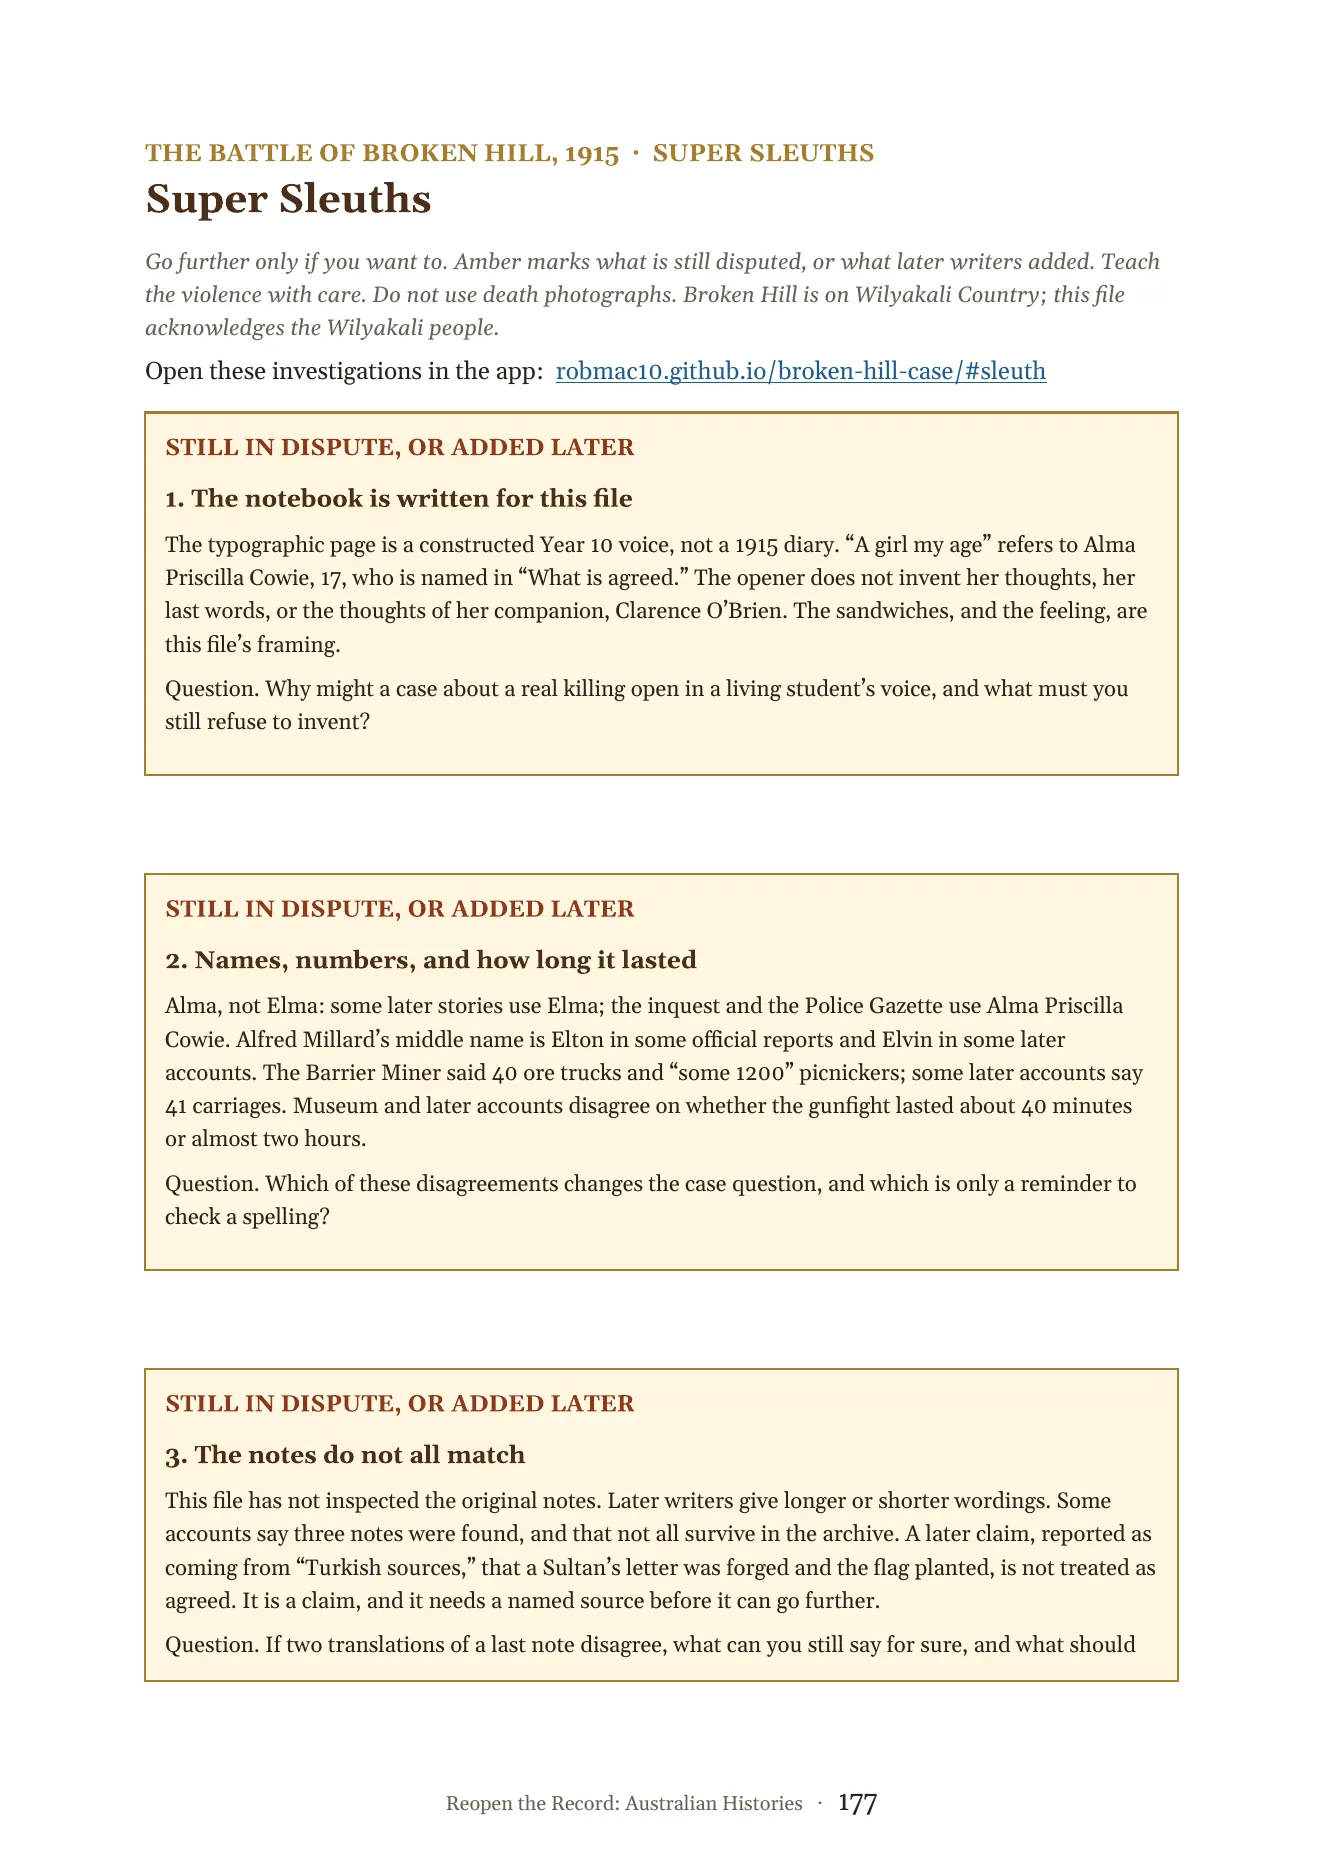 THE BATTLE OF BROKEN HILL, 1915 · SUPER SLEUTHS
Super Sleuths
Go further only if you want to. Amber marks what is still disputed, or what later writers added. Teach
the violence with care. Do not use death photographs. Broken Hill is on Wilyakali Country; this file
acknowledges the Wilyakali people.
Open these investigations in the app: robmac10.github.io/broken-hill-case/#sleuth
STILL IN DISPUTE, OR ADDED LATER
1. The notebook is written for this file
The typographic page is a constructed Year 10 voice, not a 1915 diary. “A girl my age” refers to Alma
Priscilla Cowie, 17, who is named in “What is agreed.” The opener does not invent her thoughts, her
last words, or the thoughts of her companion, Clarence O’Brien. The sandwiches, and the feeling, are
this file’s framing.
Question. Why might a case about a real killing open in a living student’s voice, and what must you
still refuse to invent?
STILL IN DISPUTE, OR ADDED LATER
2. Names, numbers, and how long it lasted
Alma, not Elma: some later stories use Elma; the inquest and the Police Gazette use Alma Priscilla
Cowie. Alfred Millard’s middle name is Elton in some official reports and Elvin in some later
accounts. The Barrier Miner said 40 ore trucks and “some 1200” picnickers; some later accounts say
41 carriages. Museum and later accounts disagree on whether the gunfight lasted about 40 minutes
or almost two hours.
Question. Which of these disagreements changes the case question, and which is only a reminder to
check a spelling?
STILL IN DISPUTE, OR ADDED LATER
3. The notes do not all match
This file has not inspected the original notes. Later writers give longer or shorter wordings. Some
accounts say three notes were found, and that not all survive in the archive. A later claim, reported as
coming from “Turkish sources,” that a Sultan’s letter was forged and the flag planted, is not treated as
agreed. It is a claim, and it needs a named source before it can go further.
Question. If two translations of a last note disagree, what can you still say for sure, and what should
Reopen the Record: Australian Histories · 177